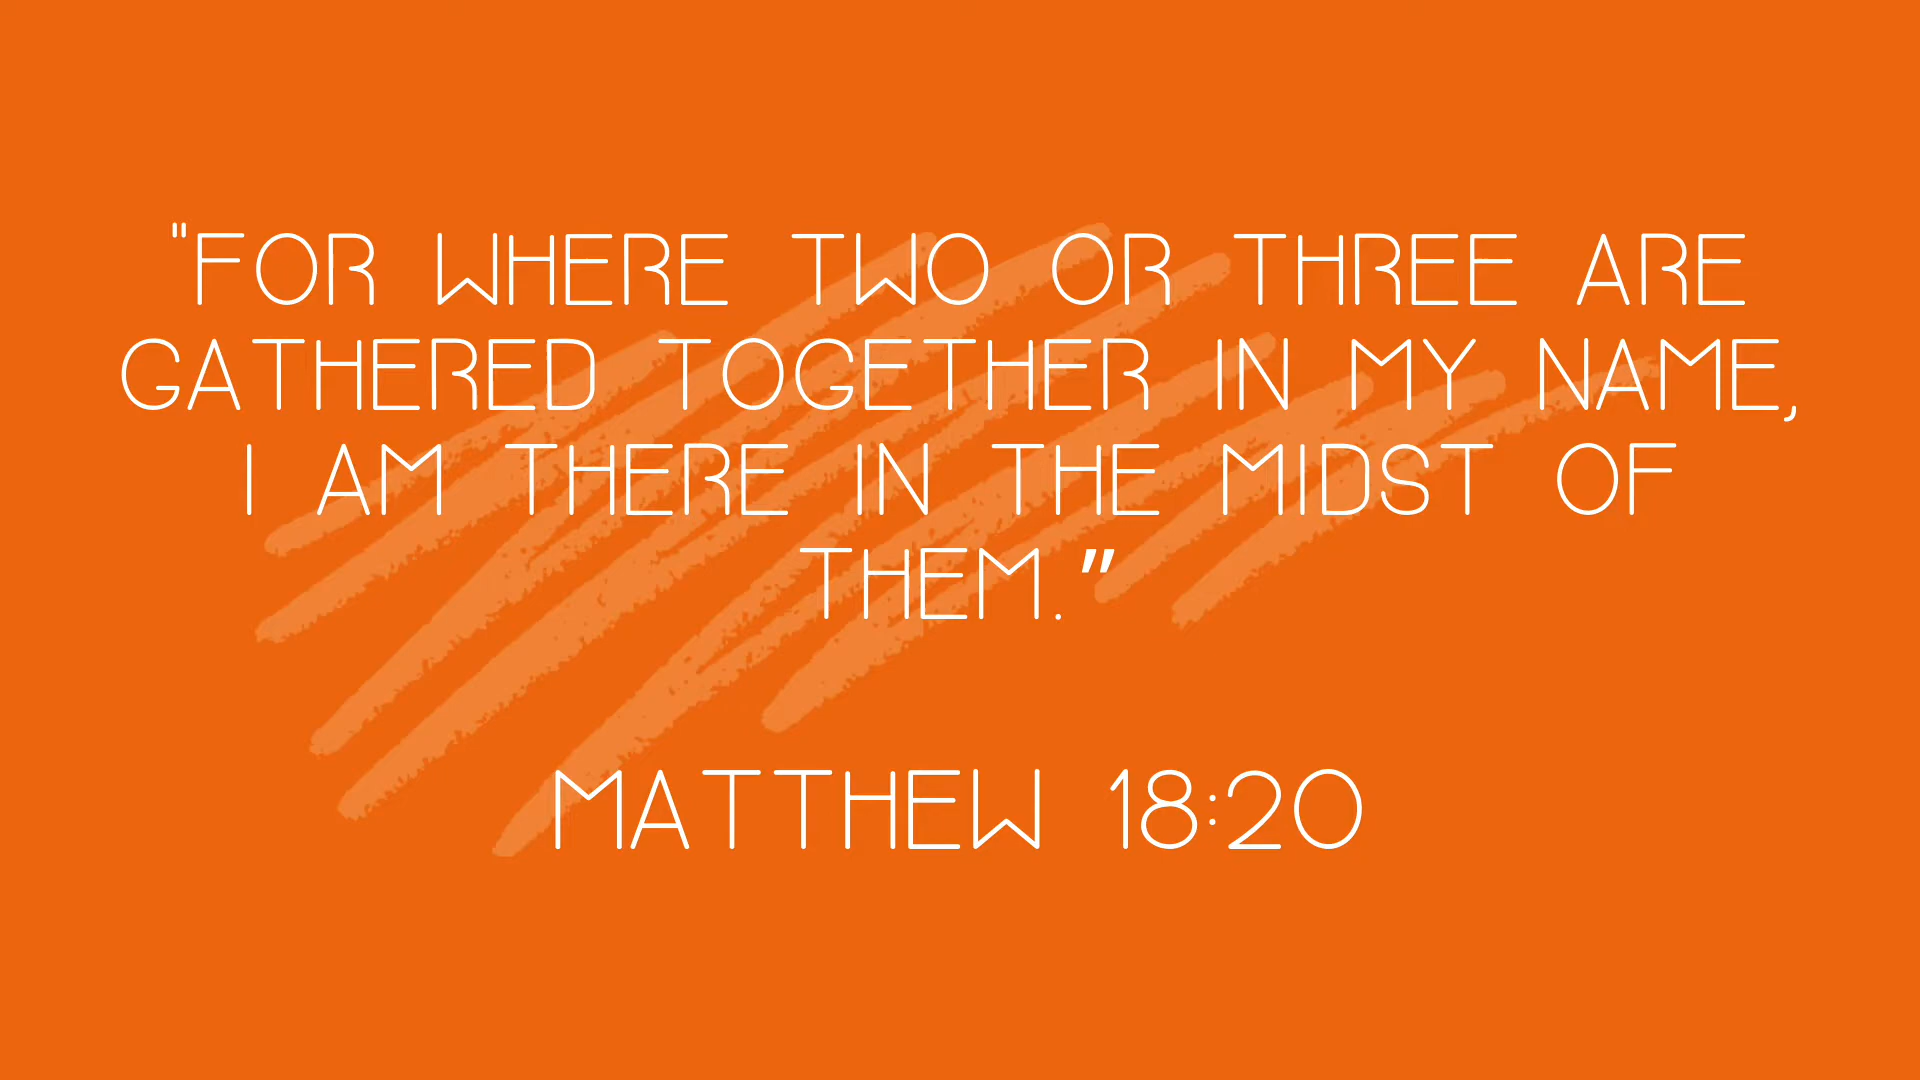 "FOR WHERE TWO OR THREE ARE
GATHERED TOGETHER IN MY NAME,
I AM THERE IN THE MIDST OF
THEM.”
MATTHEW 18:20